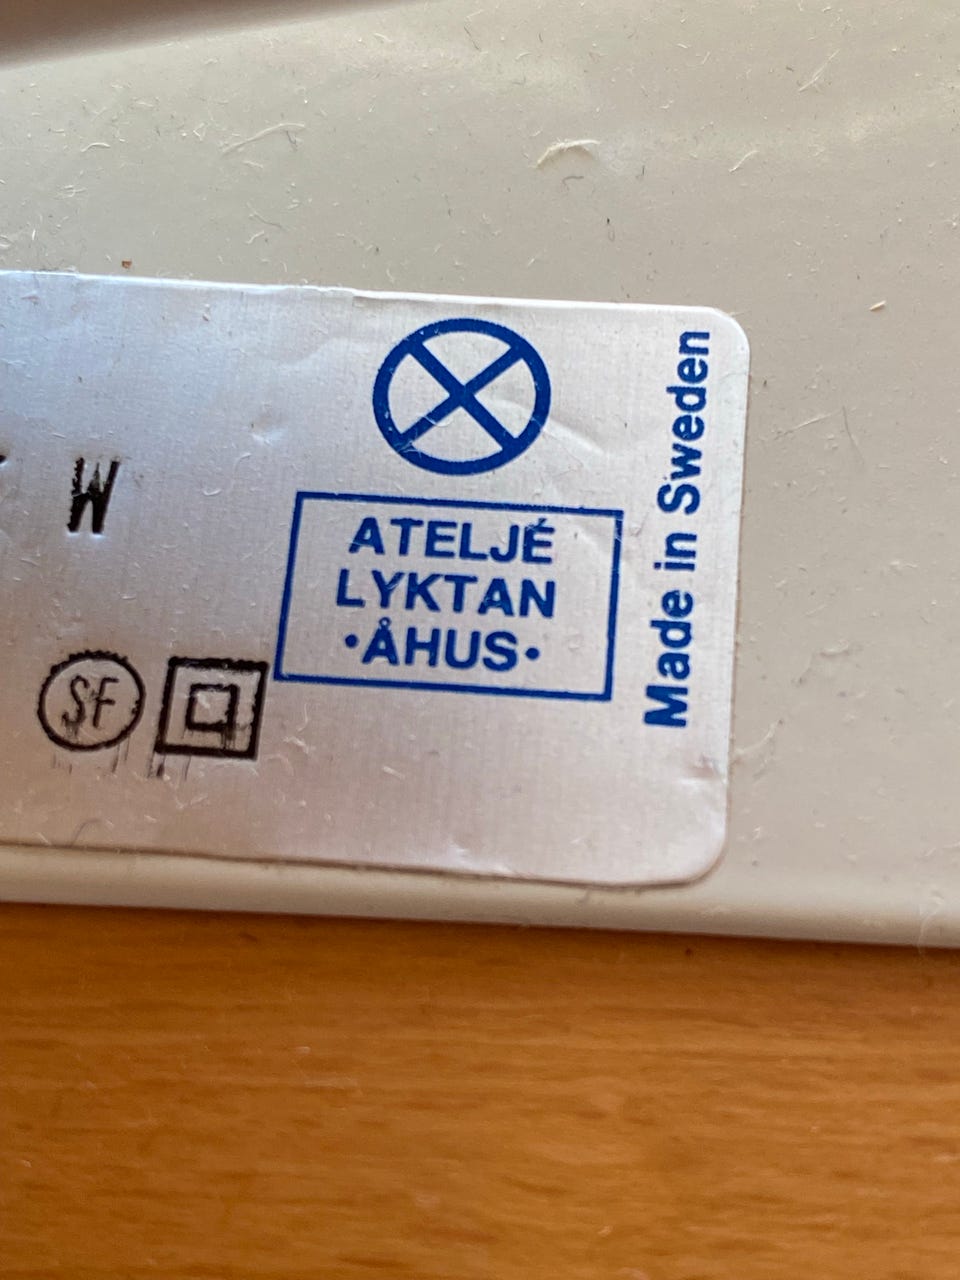 W
SF
ATELJÉ
LYKTAN
•ÅHUS•
Made in Sweden